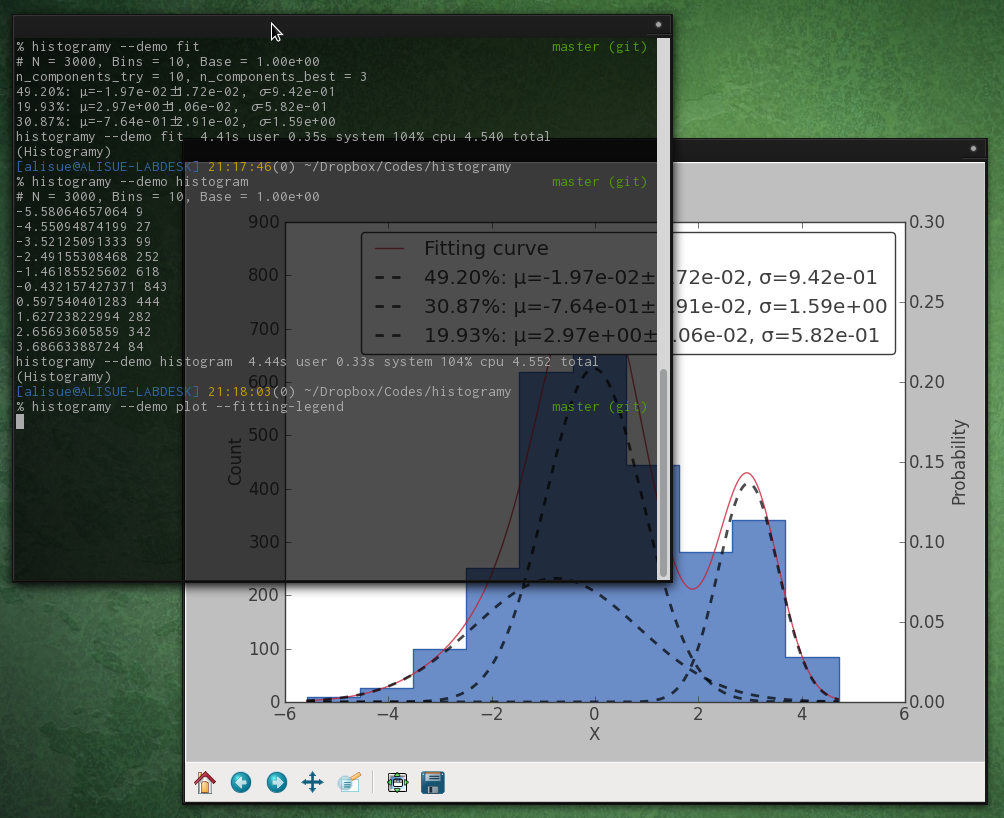 % histogramy --demo fit master (git)
# N = 3000, Bins = 10, Base = 1.00e+00
n_components_try = 10, n_components_best = 3
49.20%: μ=-1.97e-02±1.72e-02, σ=9.42e-01
19.93%: μ=2.97e+00±1.06e-02, σ=5.82e-01
30.87%: μ=-7.64e-01±2.91e-02, σ=1.59e+00
histogramy --demo fit 4.41s user 0.35s system 104% cpu 4.540 total
(Histogramy)
[alisue@ALISUE-LABDESK] 21:17:46(0) ~/Dropbox/Codes/histogramy
% histogramy --demo histogram master (git)
# N = 3000, Bins = 10, Base = 1.00e+00
-5.58064657064 9
-4.55094874199 27
-3.52125091333 99
-2.49155308468 252
-1.46185525602 618
-0.432157427371 843
0.597540401283 444
1.62723822994 282
2.65693605859 342
3.68663388724 84
histogramy --demo histogram 4.44s user 0.33s system 104% cpu 4.552 total
(Histogramy)
[alisue@ALISUE-LABDESK] 21:18:03(0) ~/Dropbox/Codes/histogramy
% histogramy --demo plot --fitting-legend master (git)
Fitting curve
49.20%: μ=-1.97e-02± .72e-02, σ=9.42e-01
30.87%: μ=-7.64e-01± .91e-02, σ=1.59e+00
19.93%: μ=2.97e+00± .06e-02, σ=5.82e-01
900
800
700
600
500
400
300
200
100
0
Count
0.30
0.25
0.20
0.15
0.10
0.05
0.00
Probability
−6 −4 −2 0 2 4 6
X